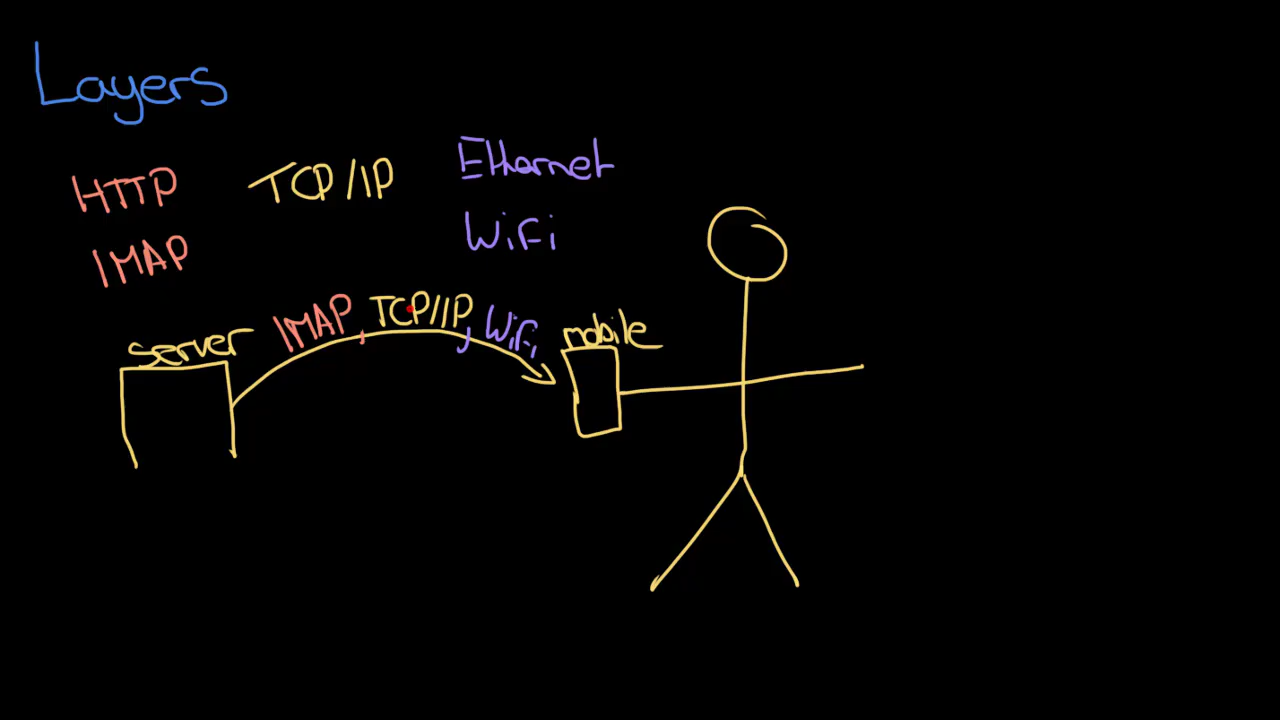 Layers
HTTP TCP/IP Ethernet
IMAP WiFi
server IMAP, TCP/IP, WiFi mobile